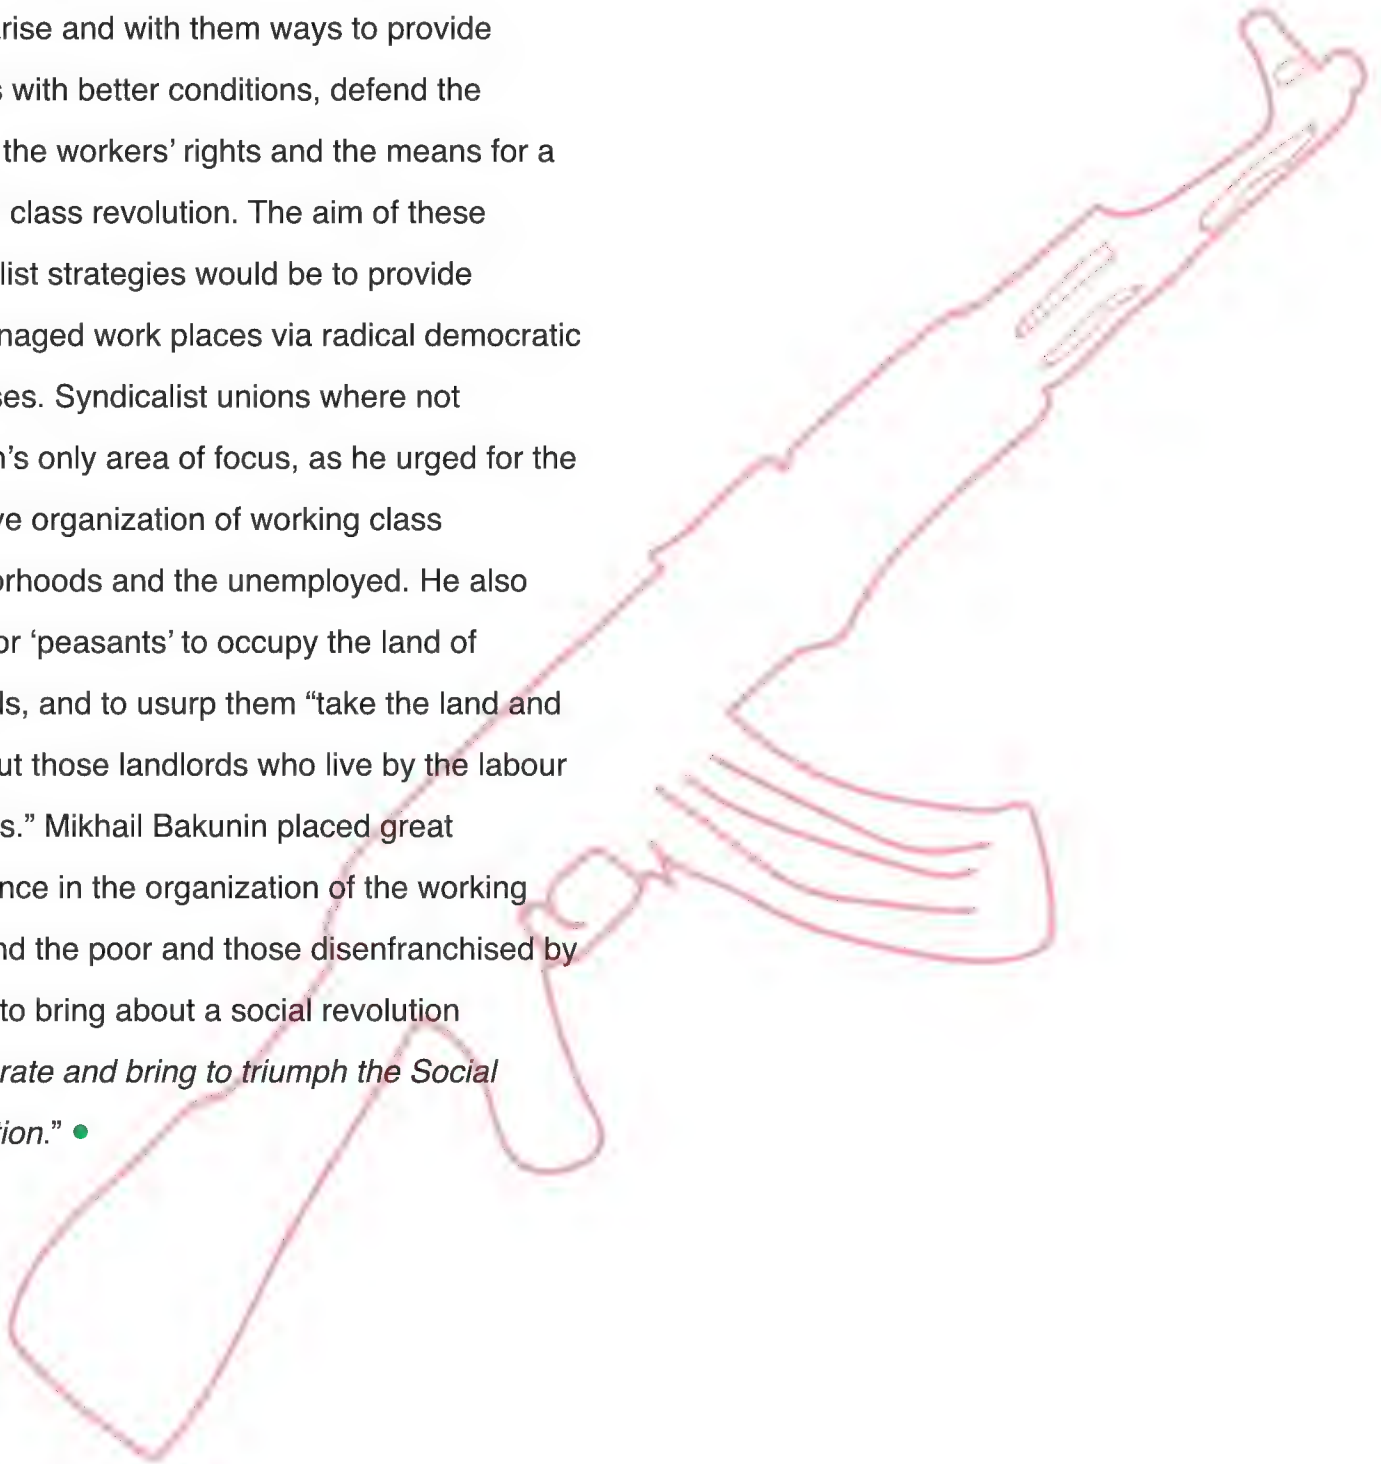 rise and with them ways to provide
s with better conditions, defend the
the workers’ rights and the means for a
class revolution. The aim of these
list strategies would be to provide
naged work places via radical democratic
ses. Syndicalist unions where not
n’s only area of focus, as he urged for the
ve organization of working class
orhoods and the unemployed. He also
or ‘peasants’ to occupy the land of
ls, and to usurp them “take the land and
ut those landlords who live by the labour
s.” Mikhail Bakunin placed great
nce in the organization of the working
nd the poor and those disenfranchised by
to bring about a social revolution
rate and bring to triumph the Social
tion.”